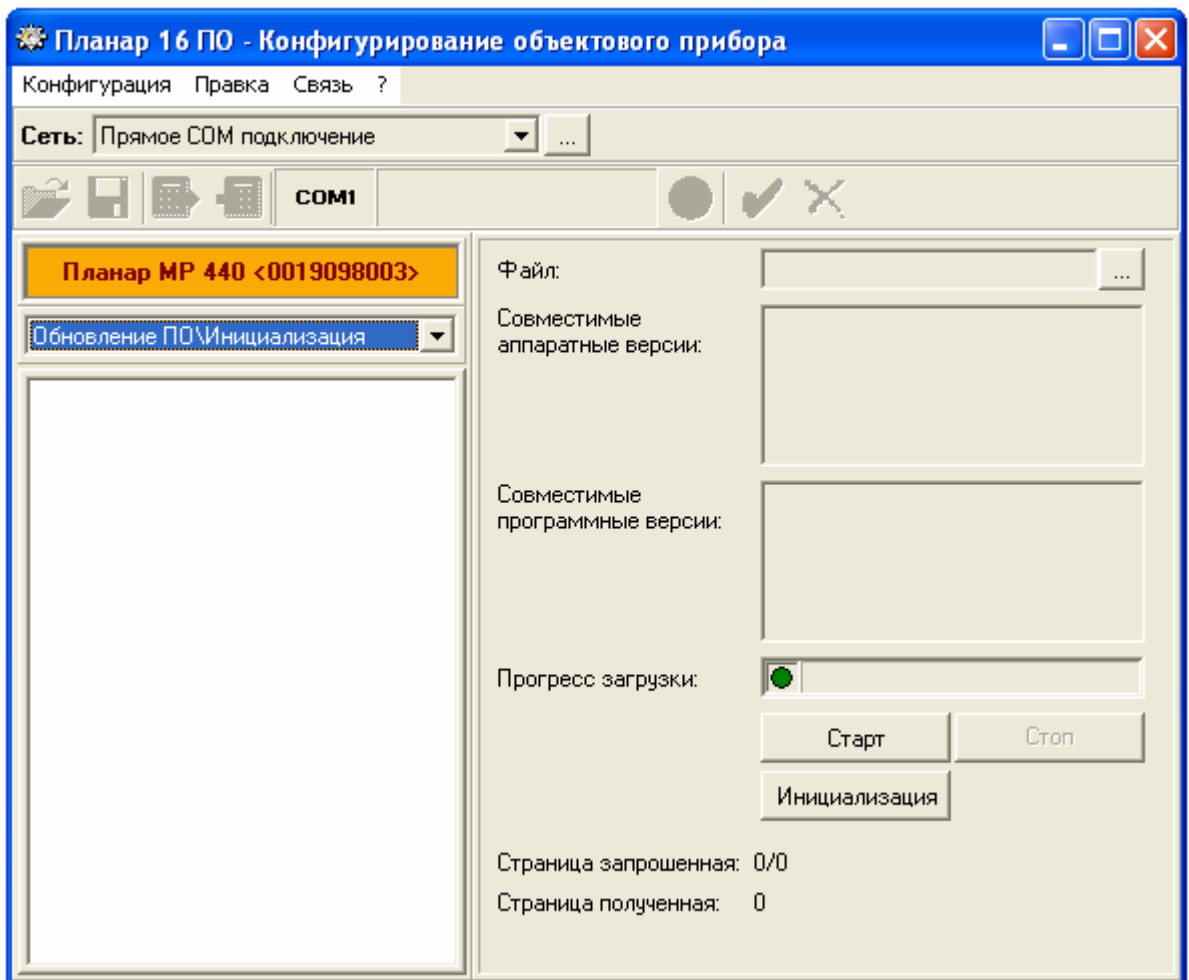 Планар 16 ПО - Конфигурирование объектового прибора
Конфигурация Правка Связь ?
Сеть: Прямое COM подключение ...
COM1
Планар МР 440 <0019098003>
Обновление ПО\Инициализация
Файл: ...
Совместимые
аппаратные версии:
Совместимые
программные версии:
Прогресс загрузки:
Старт Стоп
Инициализация
Страница запрошенная: 0/0
Страница полученная: 0